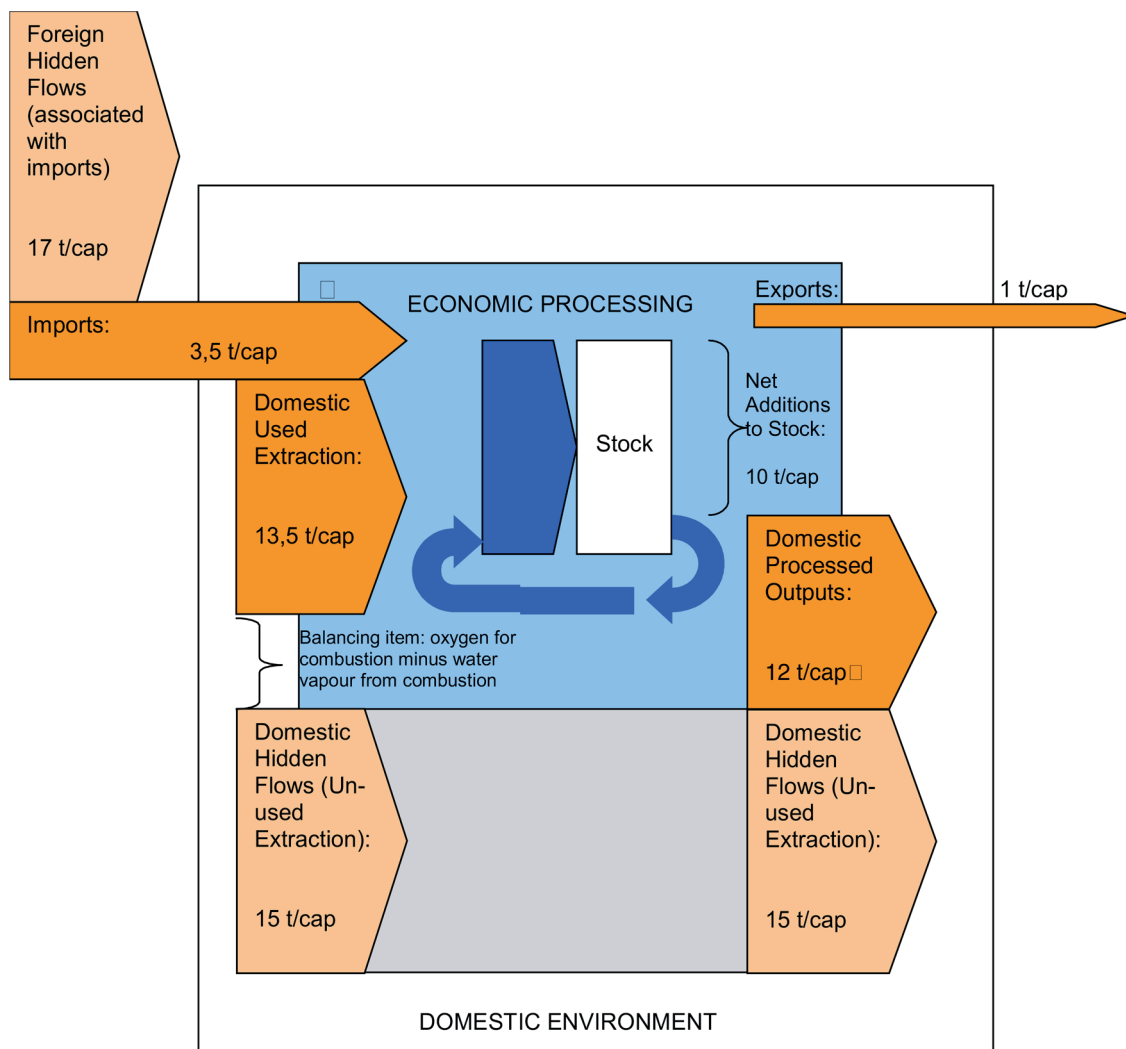 Foreign
Hidden
Flows
(associated
with
imports)
17 t/cap
Imports:
3,5 t/cap
ECONOMIC PROCESSING
Exports:
1 t/cap
Domestic
Used
Extraction:
13,5 t/cap
Stock
Net
Additions
to Stock:
10 t/cap
Balancing item: oxygen for
combustion minus water
vapour from combustion
Domestic
Processed
Outputs:
12 t/cap
Domestic
Hidden
Flows (Un-
used
Extraction):
15 t/cap
Domestic
Hidden
Flows (Un-
used
Extraction):
15 t/cap
DOMESTIC ENVIRONMENT